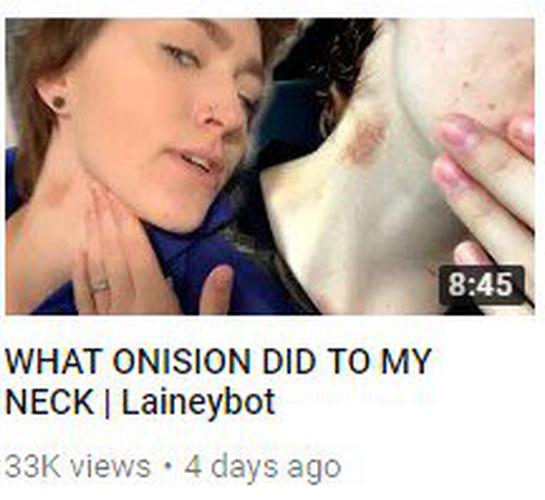 8:45
WHAT ONISION DID TO MY
NECK | Laineybot
33K views • 4 days ago